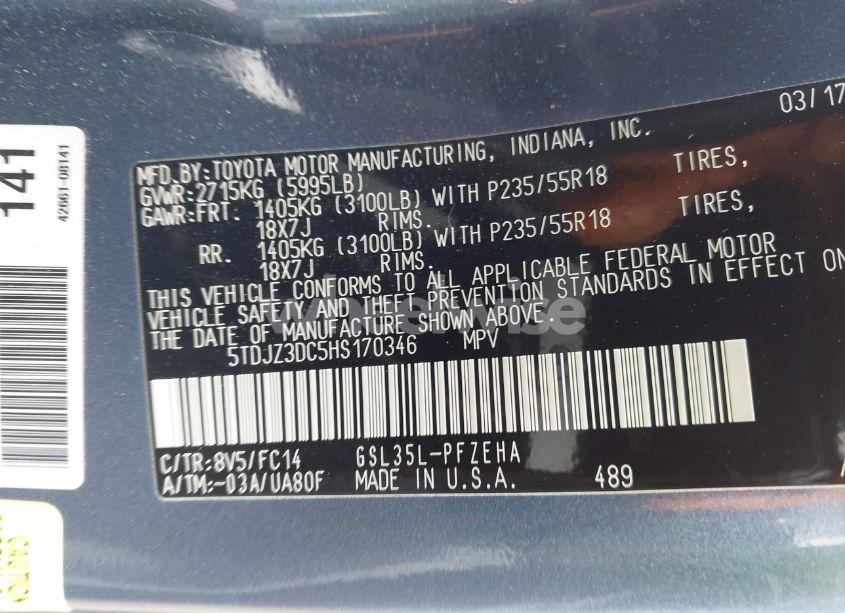 03/17
MFD.BY:TOYOTA MOTOR MANUFACTURING, INDIANA, INC.
GVWR:2715KG (5995LB)
GAWR:FRT. 1405KG (3100LB) WITH P235/55R18 TIRES,
18X7J RIMS.
RR. 1405KG (3100LB) WITH P235/55R18 TIRES,
18X7J RIMS.
THIS VEHICLE CONFORMS TO ALL APPLICABLE FEDERAL MOTOR
VEHICLE SAFETY AND THEFT PREVENTION STANDARDS IN EFFECT ON
THE DATE OF MANUFACTURE SHOWN ABOVE.
5TDJZ3DC5HS170346 MPV
C/TR:8V5/FC14 GSL35L-PFZEHA
A/TM:-03A/UA80F MADE IN U.S.A. 489
141
42661-08141
CAUTION